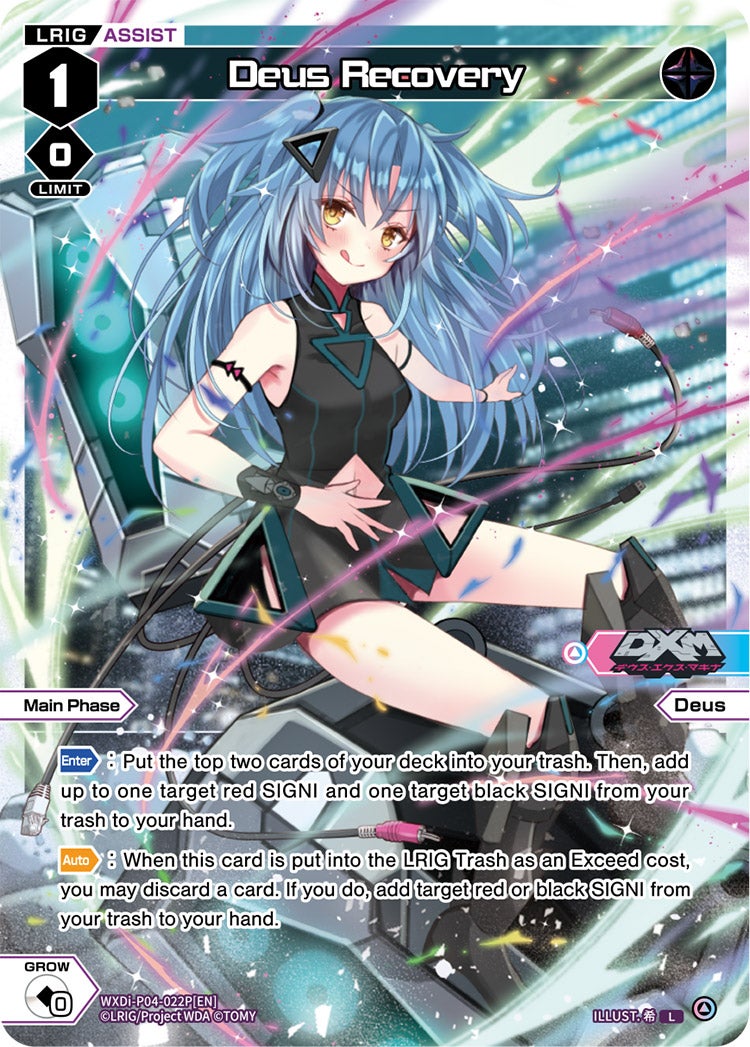 LRIG ASSIST
1
Deus Recovery
0
LIMIT
DXM
デウス・エクス・マキナ
Main Phase
Deus
Enter : Put the top two cards of your deck into your trash. Then, add
up to one target red SIGNI and one target black SIGNI from your
trash to your hand.
Auto : When this card is put into the LRIG Trash as an Exceed cost,
you may discard a card. If you do, add target red or black SIGNI from
your trash to your hand.
GROW
0
WXDi-P04-022P[EN]
©LRIG/ProjectWDA ©TOMY
ILLUST. 希 L